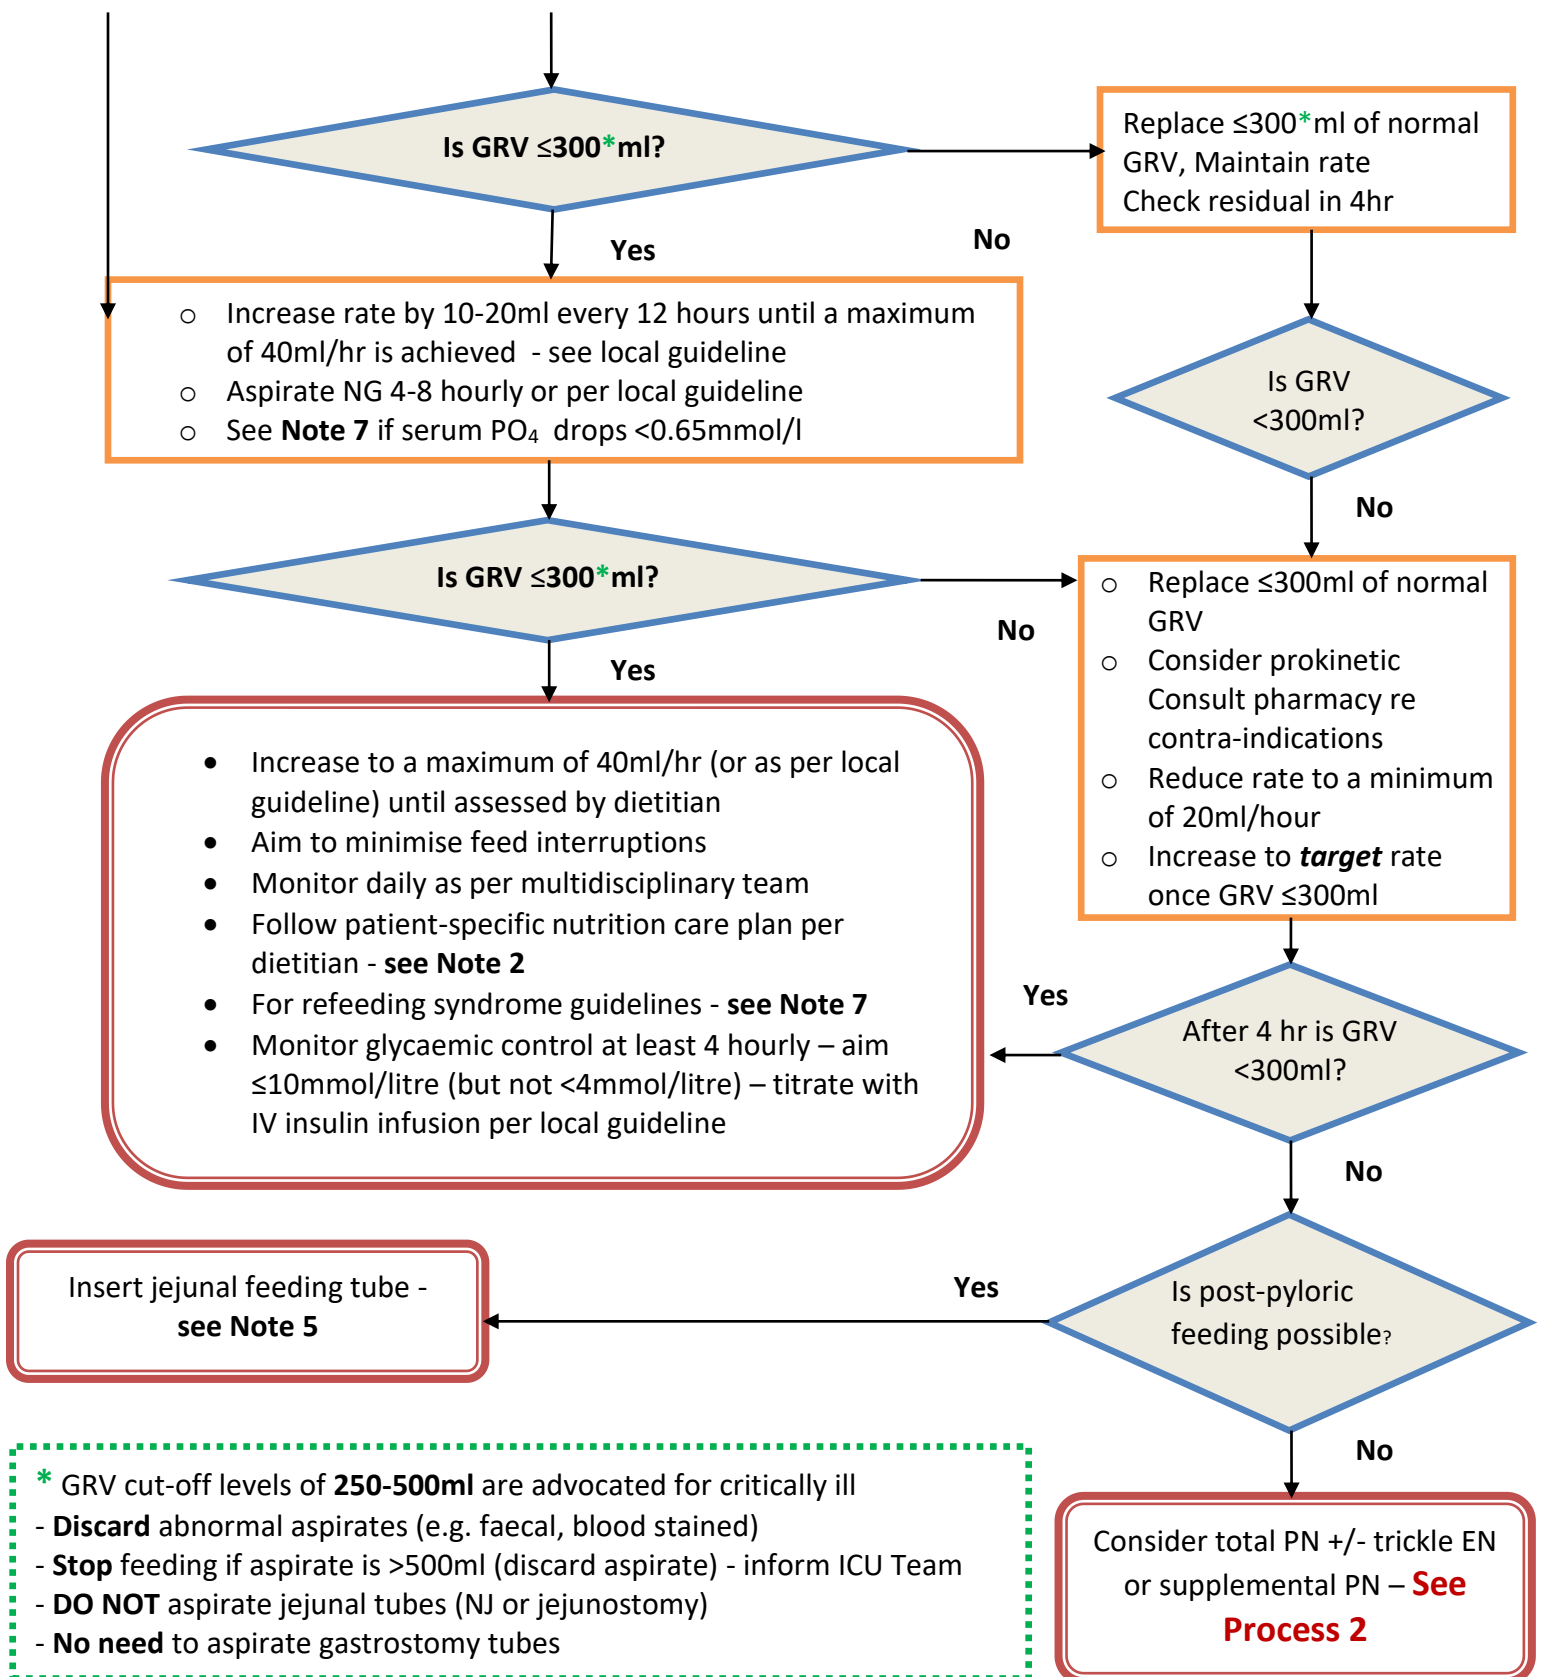 Is GRV ≤300*ml?
Replace ≤300*ml of normal
GRV, Maintain rate
Check residual in 4hr
Yes
No
o Increase rate by 10-20ml every 12 hours until a maximum
of 40ml/hr is achieved - see local guideline
o Aspirate NG 4-8 hourly or per local guideline
o See Note 7 if serum PO₄ drops <0.65mmol/l
Is GRV
<300ml?
No
Is GRV ≤300*ml?
No
Yes
o Replace ≤300ml of normal
GRV
o Consider prokinetic
Consult pharmacy re
contra-indications
o Reduce rate to a minimum
of 20ml/hour
o Increase to target rate
once GRV ≤300ml
• Increase to a maximum of 40ml/hr (or as per local
guideline) until assessed by dietitian
• Aim to minimise feed interruptions
• Monitor daily as per multidisciplinary team
• Follow patient-specific nutrition care plan per
dietitian - see Note 2
• For refeeding syndrome guidelines - see Note 7
• Monitor glycaemic control at least 4 hourly – aim
≤10mmol/litre (but not <4mmol/litre) – titrate with
IV insulin infusion per local guideline
Yes
After 4 hr is GRV
<300ml?
No
Insert jejunal feeding tube -
see Note 5
Yes
Is post-pyloric
feeding possible?
No
* GRV cut-off levels of 250-500ml are advocated for critically ill
- Discard abnormal aspirates (e.g. faecal, blood stained)
- Stop feeding if aspirate is >500ml (discard aspirate) - inform ICU Team
- DO NOT aspirate jejunal tubes (NJ or jejunostomy)
- No need to aspirate gastrostomy tubes
Consider total PN +/- trickle EN
or supplemental PN – See
Process 2